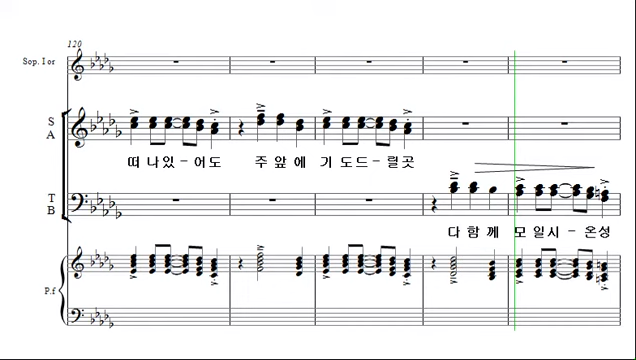 120
Sop. I or
S
A
떠 나있 - 어도 주 앞 에 기 도드 - 릴곳
T
B
다 함 께 모 일시 - 온성
P.f